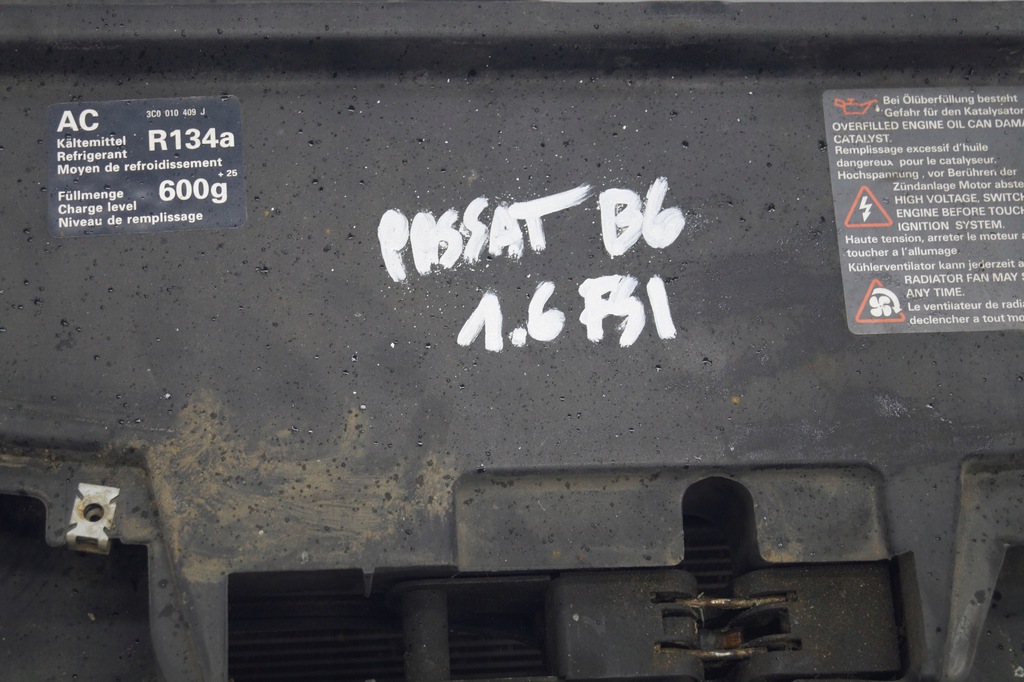 AC 3C0 010 409 J
Kältemittel
Refrigerant R134a
Moyen de refroidissement
Füllmenge
Charge level 600g + 25
Niveau de remplissage
PASSAT B6
1.6 FSI
Bei Ölüberfüllung besteht
Gefahr für den Katalysator
OVERFILLED ENGINE OIL CAN DAMA
CATALYST.
Remplissage excessif d'huile
dangereux pour le catalyseur.
Hochspannung, vor Berühren der
Zündanlage Motor abste
HIGH VOLTAGE, SWITCH
ENGINE BEFORE TOUCH
IGNITION SYSTEM.
Haute tension, arreter le moteur a
toucher a l'allumage
Kühlerventilator kann jederzeit a
RADIATOR FAN MAY S
ANY TIME.
Le ventilateur de radia
declencher a tout mo